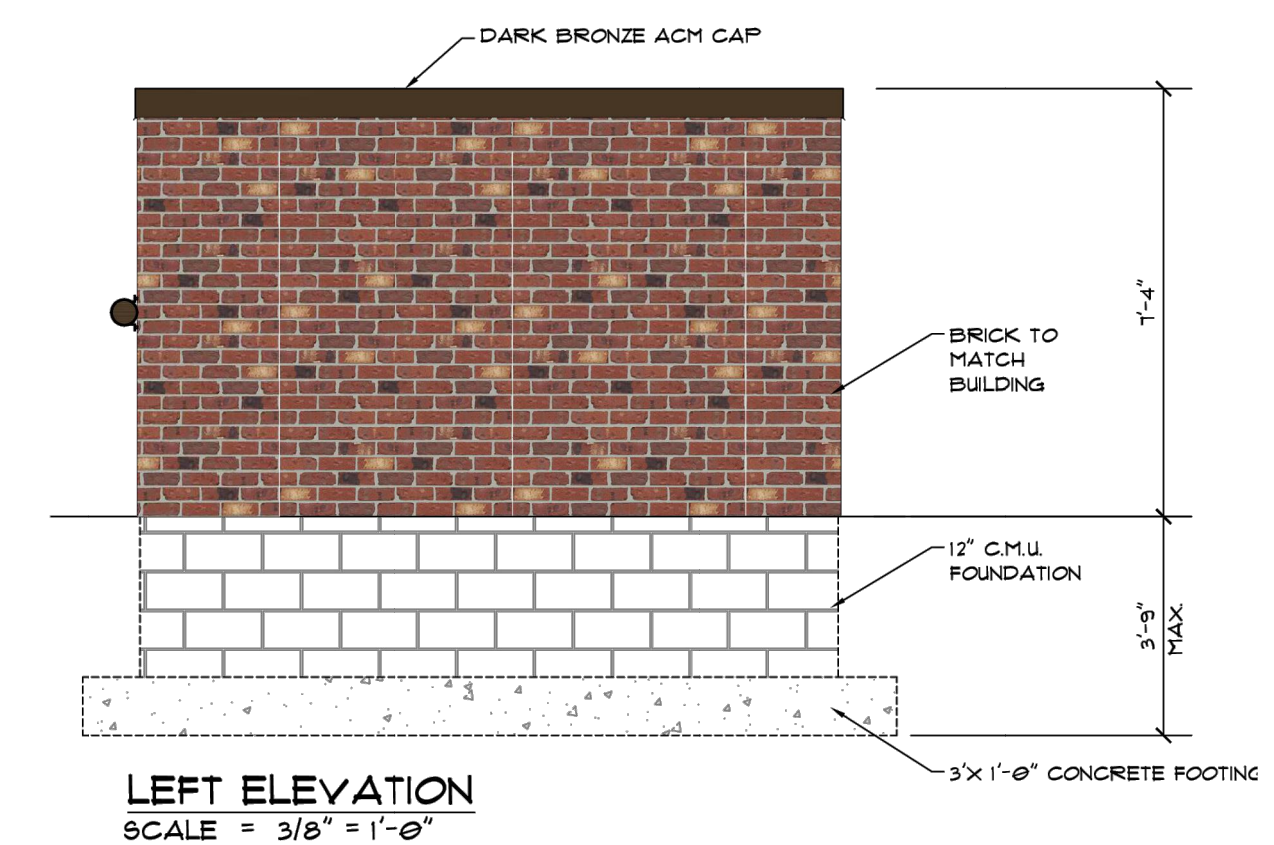 DARK BRONZE ACM CAP
7'-4"
BRICK TO
MATCH
BUILDING
12" C.M.U.
FOUNDATION
3'-9"
MAX.
3'X 1'-0" CONCRETE FOOTING
LEFT ELEVATION
SCALE = 3/8" = 1'-0"